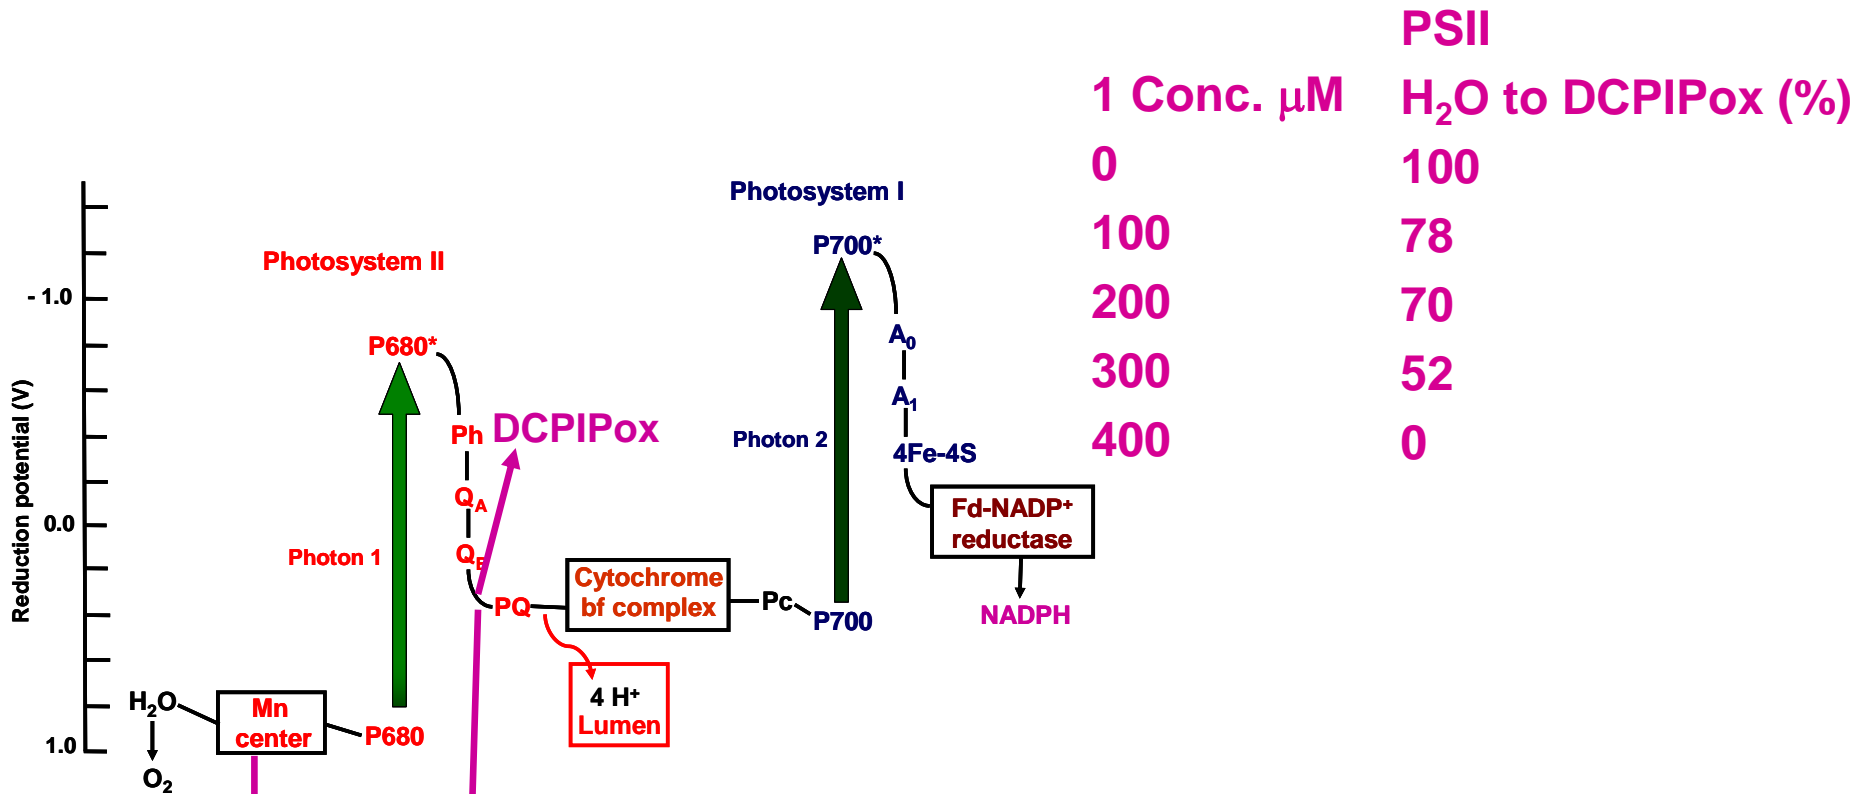 PSII
1 Conc. μM H₂O to DCPIPox (%)
0 100
100 78
200 70
300 52
400 0
Photosystem I
P700*
Photosystem II
- 1.0
P680*
A₀
A₁
Ph DCPIPox
Photon 2
4Fe-4S
Q_A
Reduction potential (V)
0.0
Fd-NADP⁺
reductase
Photon 1
Q_B
Cytochrome
bf complex
PQ
Pc
P700
NADPH
4 H⁺
Lumen
H₂O
Mn
center
P680
1.0
O₂